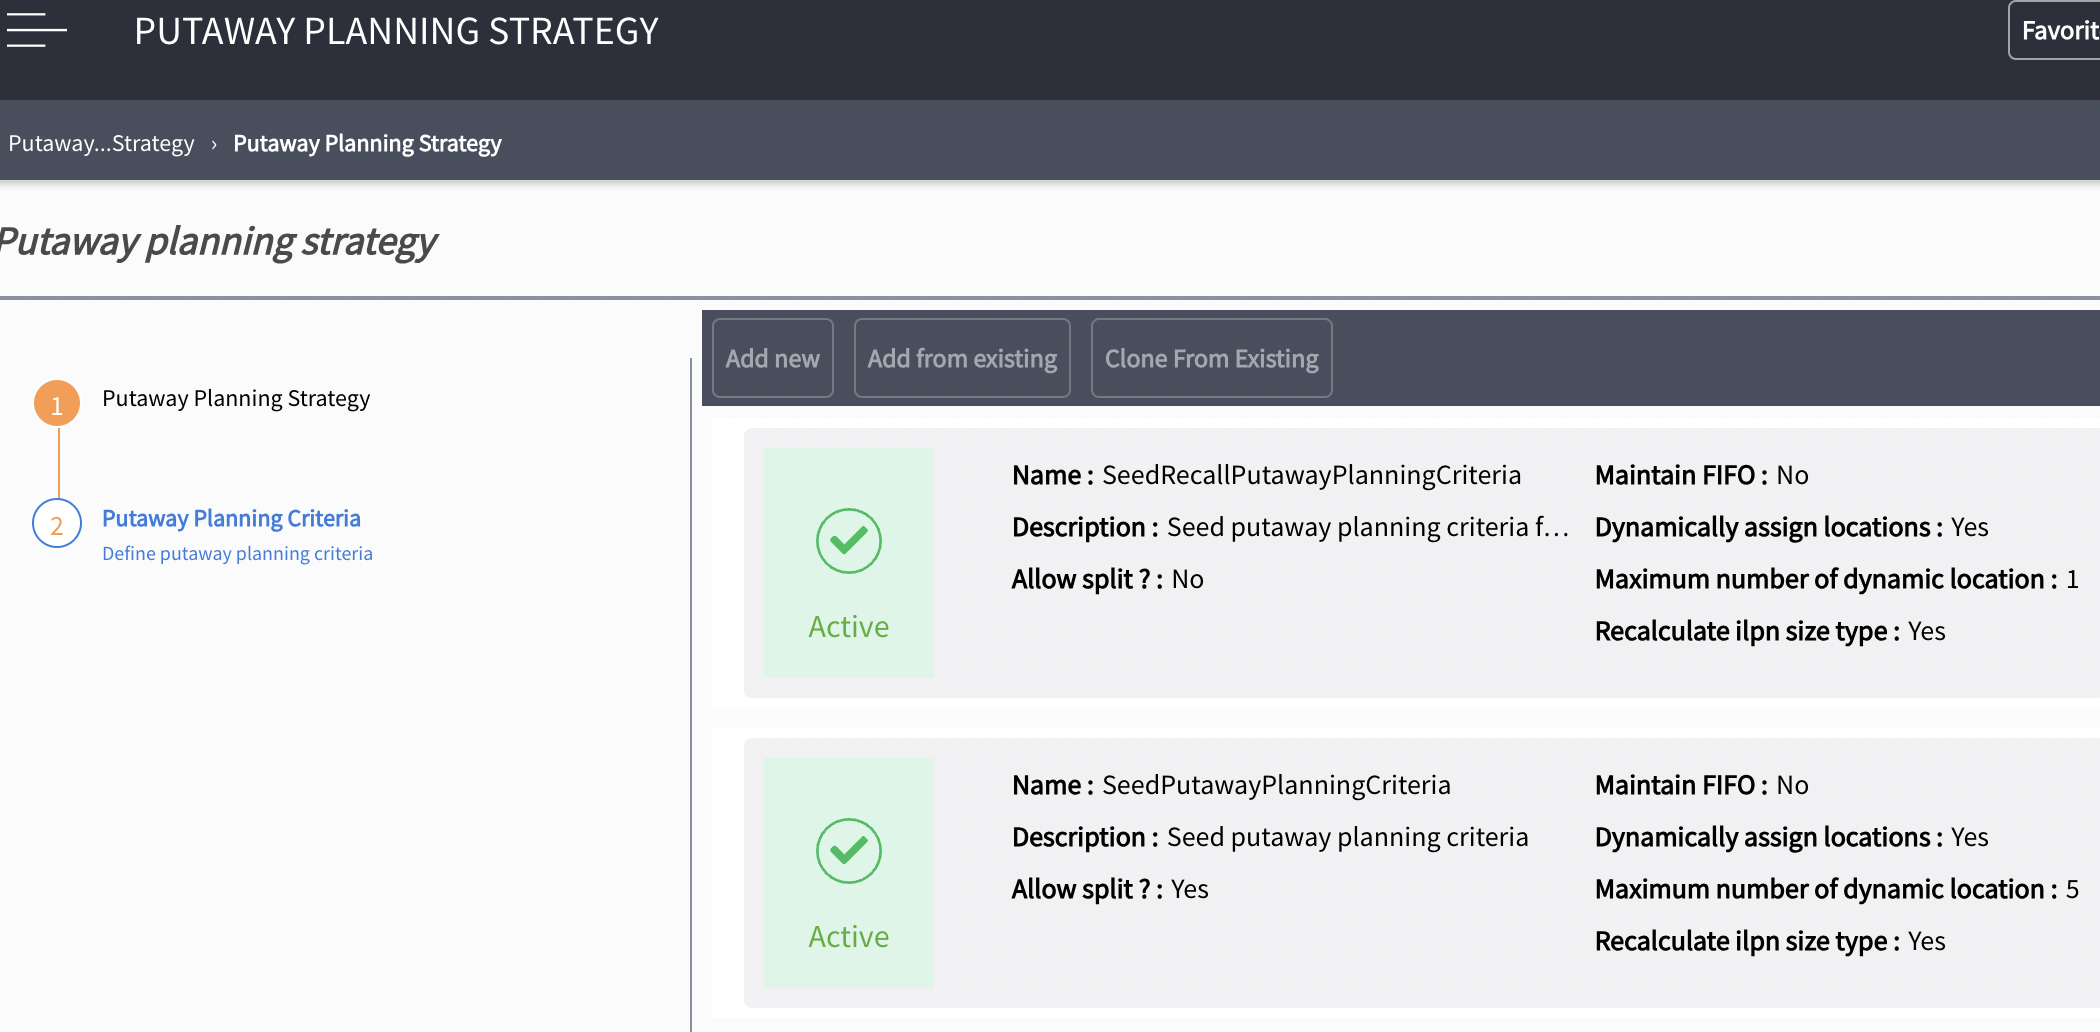 PUTAWAY PLANNING STRATEGY
Putaway...Strategy › Putaway Planning Strategy
Putaway planning strategy
1 Putaway Planning Strategy
2 Putaway Planning Criteria
Define putaway planning criteria
Add new Add from existing Clone From Existing
Active
Name : SeedRecallPutawayPlanningCriteria
Description : Seed putaway planning criteria f...
Allow split ? : No
Maintain FIFO : No
Dynamically assign locations : Yes
Maximum number of dynamic location : 1
Recalculate ilpn size type : Yes
Active
Name : SeedPutawayPlanningCriteria
Description : Seed putaway planning criteria
Allow split ? : Yes
Maintain FIFO : No
Dynamically assign locations : Yes
Maximum number of dynamic location : 5
Recalculate ilpn size type : Yes